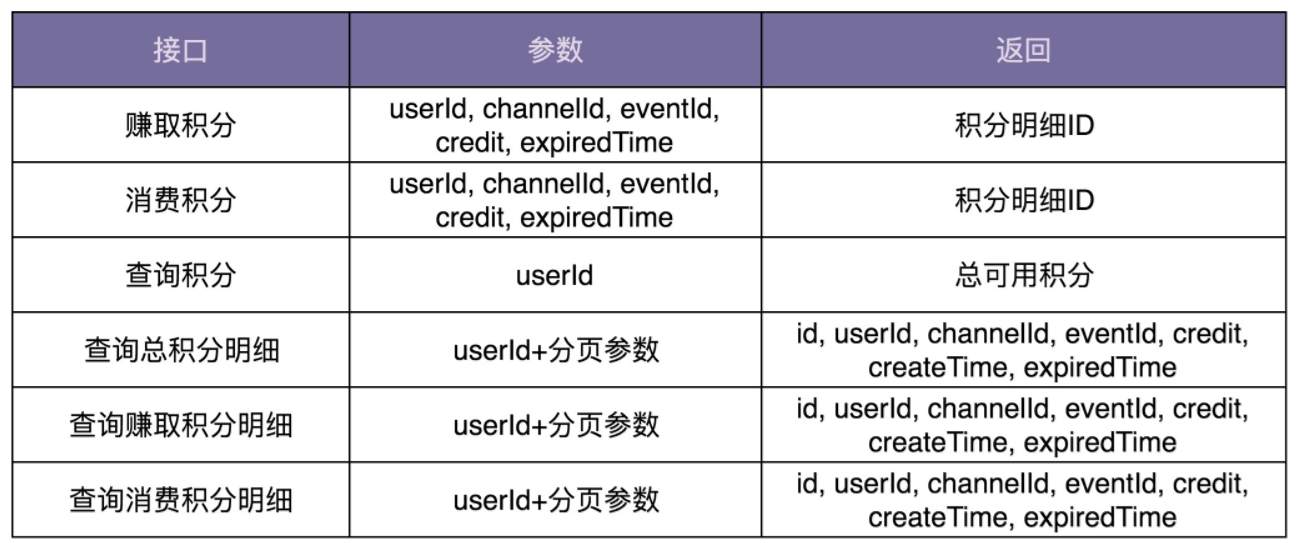 接口 参数 返回
赚取积分
userId, channelId, eventId,
credit, expiredTime
积分明细ID
消费积分
userId, channelId, eventId,
credit, expiredTime
积分明细ID
查询积分
userId
总可用积分
查询总积分明细
userId+分页参数
id, userId, channelId, eventId, credit,
createTime, expiredTime
查询赚取积分明细
userId+分页参数
id, userId, channelId, eventId, credit,
createTime, expiredTime
查询消费积分明细
userId+分页参数
id, userId, channelId, eventId, credit,
createTime, expiredTime